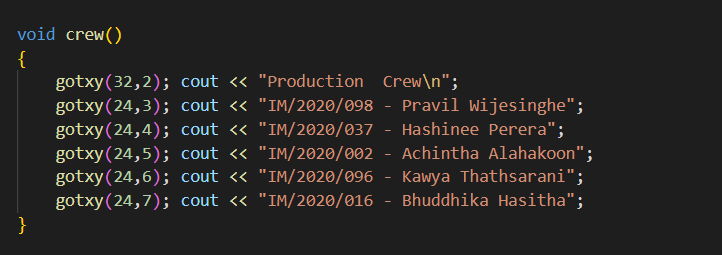 void crew()
{
    gotxy(32,2); cout << "Production  Crew\n";
    gotxy(24,3); cout << "IM/2020/098 - Pravil Wijesinghe";
    gotxy(24,4); cout << "IM/2020/037 - Hashinee Perera";
    gotxy(24,5); cout << "IM/2020/002 - Achintha Alahakoon";
    gotxy(24,6); cout << "IM/2020/096 - Kawya Thathsarani";
    gotxy(24,7); cout << "IM/2020/016 - Bhuddhika Hasitha";
}